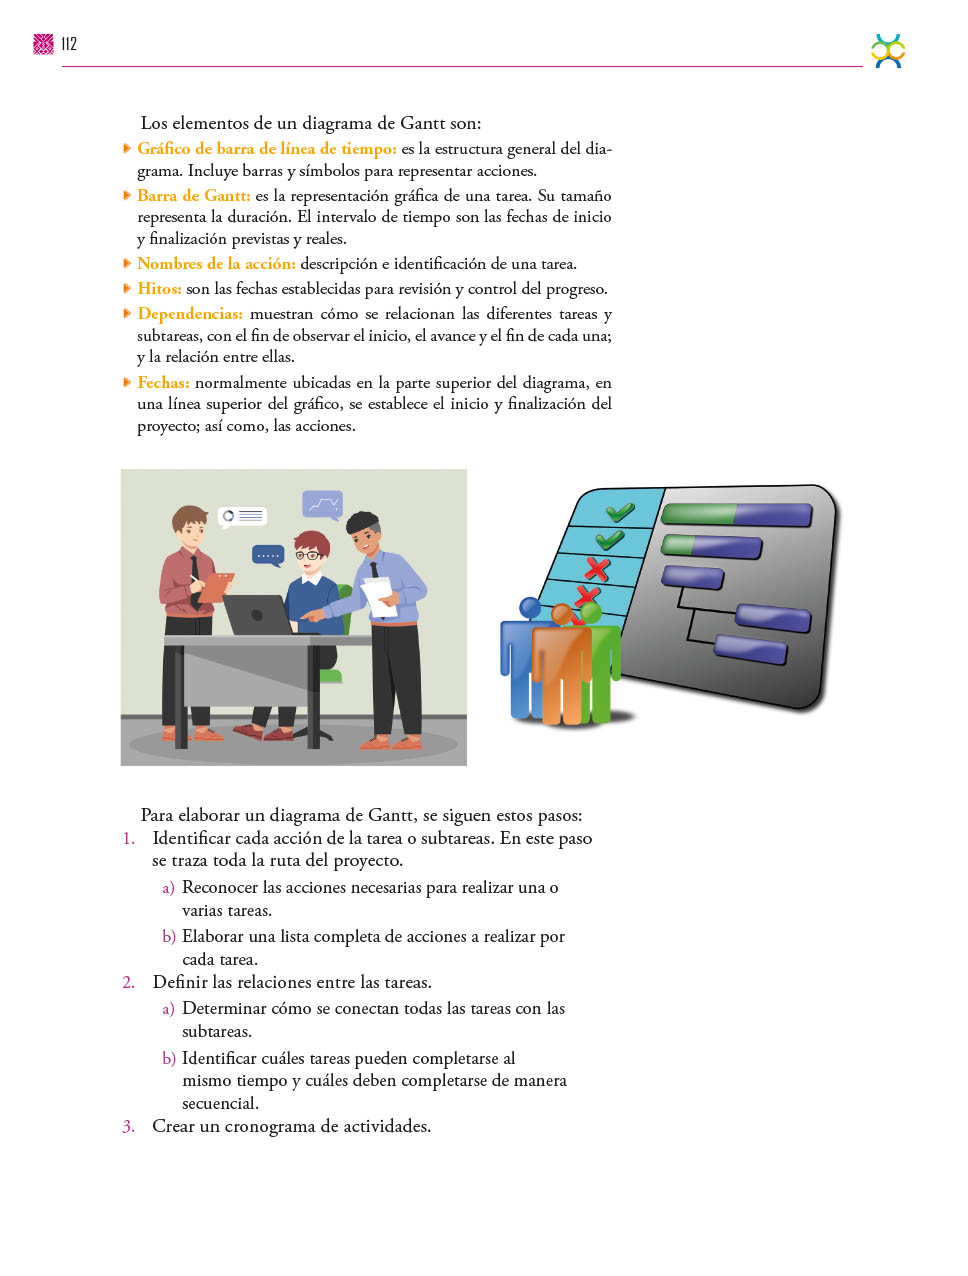 112
Los elementos de un diagrama de Gantt son:
Gráfico de barra de línea de tiempo: es la estructura general del dia-
grama. Incluye barras y símbolos para representar acciones.
Barra de Gantt: es la representación gráfica de una tarea. Su tamaño
representa la duración. El intervalo de tiempo son las fechas de inicio
y finalización previstas y reales.
Nombres de la acción: descripción e identificación de una tarea.
Hitos: son las fechas establecidas para revisión y control del progreso.
Dependencias: muestran cómo se relacionan las diferentes tareas y
subtareas, con el fin de observar el inicio, el avance y el fin de cada una;
y la relación entre ellas.
Fechas: normalmente ubicadas en la parte superior del diagrama, en
una línea superior del gráfico, se establece el inicio y finalización del
proyecto; así como, las acciones.
Para elaborar un diagrama de Gantt, se siguen estos pasos:
1. Identificar cada acción de la tarea o subtareas. En este paso
se traza toda la ruta del proyecto.
a) Reconocer las acciones necesarias para realizar una o
varias tareas.
b) Elaborar una lista completa de acciones a realizar por
cada tarea.
2. Definir las relaciones entre las tareas.
a) Determinar cómo se conectan todas las tareas con las
subtareas.
b) Identificar cuáles tareas pueden completarse al
mismo tiempo y cuáles deben completarse de manera
secuencial.
3. Crear un cronograma de actividades.